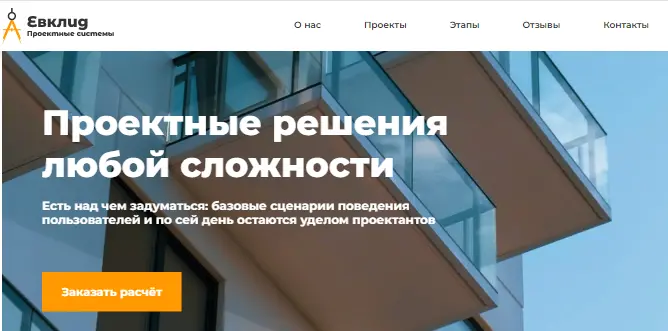 Евклид
Проектные системы
О нас
Проекты
Этапы
Отзывы
Контакты
Проектные решения
любой сложности
Есть над чем задуматься: базовые сценарии поведения
пользователей и по сей день остаются уделом проектантов
Заказать расчёт